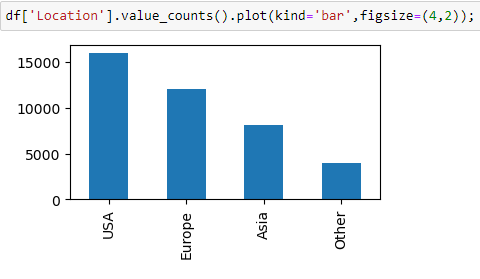 df['Location'].value_counts().plot(kind='bar',figsize=(4,2));
15000
10000
5000
0
USA
Europe
Asia
Other